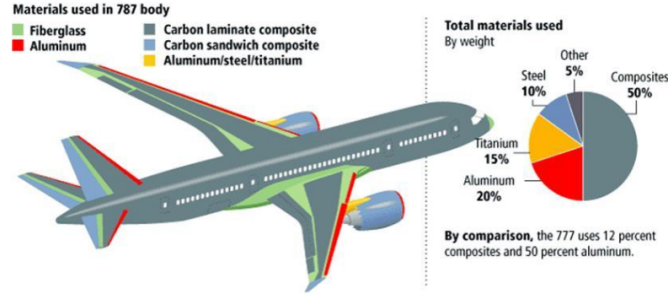 Materials used in 787 body
Fiberglass
Aluminum
Carbon laminate composite
Carbon sandwich composite
Aluminum/steel/titanium
Total materials used
By weight
Other
5%
Steel
10%
Composites
50%
Titanium
15%
Aluminum
20%
By comparison, the 777 uses 12 percent
composites and 50 percent aluminum.